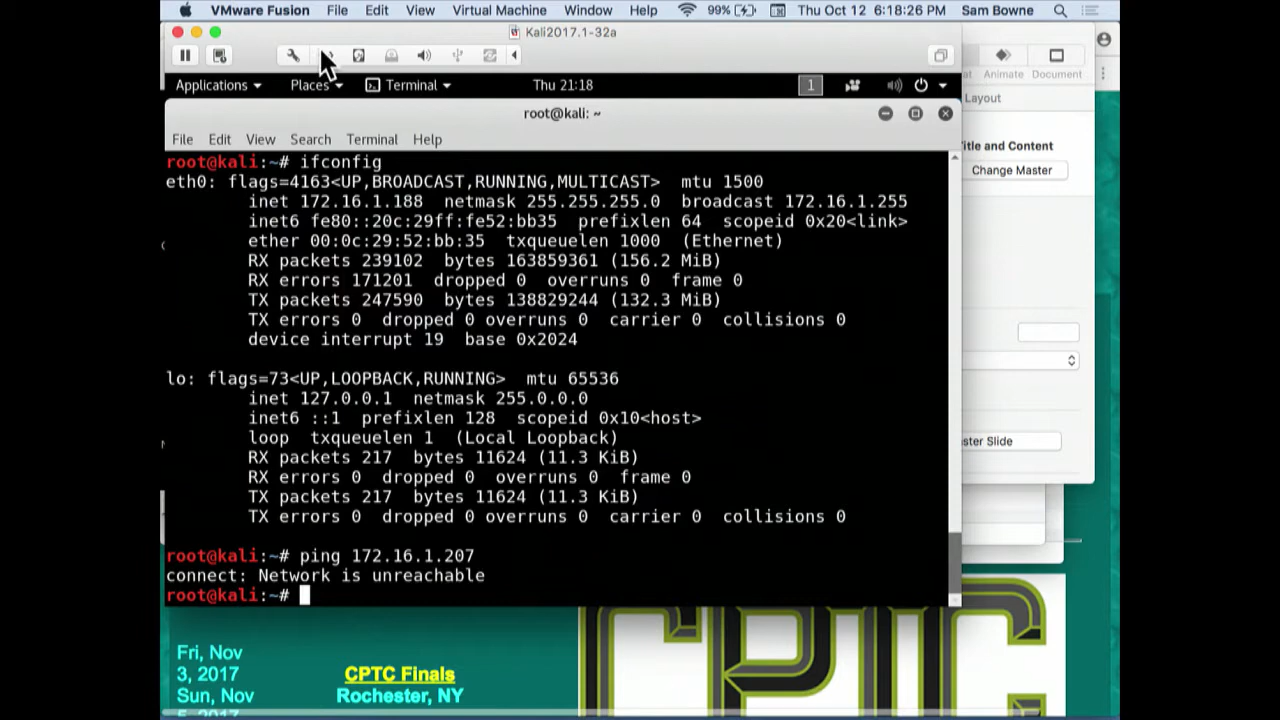 VMware Fusion File Edit View Virtual Machine Window Help 99% Thu Oct 12 6:18:26 PM Sam Bowne
Kali2017.1-32a
Applications Places Terminal Thu 21:18 1
Animate Document
root@kali: ~
Layout
File Edit View Search Terminal Help
Title and Content
Change Master
root@kali:~# ifconfig
eth0: flags=4163<UP,BROADCAST,RUNNING,MULTICAST> mtu 1500
inet 172.16.1.188 netmask 255.255.255.0 broadcast 172.16.1.255
inet6 fe80::20c:29ff:fe52:bb35 prefixlen 64 scopeid 0x20<link>
ether 00:0c:29:52:bb:35 txqueuelen 1000 (Ethernet)
RX packets 239102 bytes 163859361 (156.2 MiB)
RX errors 171201 dropped 0 overruns 0 frame 0
TX packets 247590 bytes 138829244 (132.3 MiB)
TX errors 0 dropped 0 overruns 0 carrier 0 collisions 0
device interrupt 19 base 0x2024
lo: flags=73<UP,LOOPBACK,RUNNING> mtu 65536
inet 127.0.0.1 netmask 255.0.0.0
inet6 ::1 prefixlen 128 scopeid 0x10<host>
loop txqueuelen 1 (Local Loopback)
RX packets 217 bytes 11624 (11.3 KiB)
RX errors 0 dropped 0 overruns 0 frame 0
TX packets 217 bytes 11624 (11.3 KiB)
TX errors 0 dropped 0 overruns 0 carrier 0 collisions 0
ster Slide
root@kali:~# ping 172.16.1.207
connect: Network is unreachable
root@kali:~#
Fri, Nov
3, 2017
Sun, Nov
5, 2017
CPTC Finals
Rochester, NY
CPTC